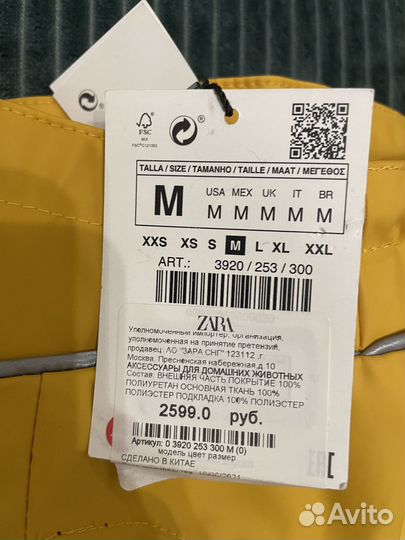 FSC
MIX
TALLA / SIZE / TAMANHO / TAILLE / MAAT / ΜΕΓΕΘΟΣ
M
USA MEX UK IT BR
M M M M M
XXS XS S M L XL XXL
ART.: 3920 / 253 / 300
ZARA
Уполномоченный импортер: организация,
уполномоченная на принятие претензий,
продавец: АО "ЗАРА СНГ" 123112 ,г.
Москва, Пресненская набережная,д.10
АКСЕССУАРЫ ДЛЯ ДОМАШНИХ ЖИВОТНЫХ
Состав: ВНЕШНЯЯ ЧАСТЬ ПОКРЫТИЕ 100%
ПОЛИУРЕТАН ОСНОВНАЯ ТКАНЬ 100%
ПОЛИЭСТЕР ПОДКЛАДКА 100% ПОЛИЭСТЕР
2599.0 руб.
Артикул: 0 3920 253 300 M (0)
модель цвет размер
СДЕЛАНО В КИТАЕ
EAC
Avito